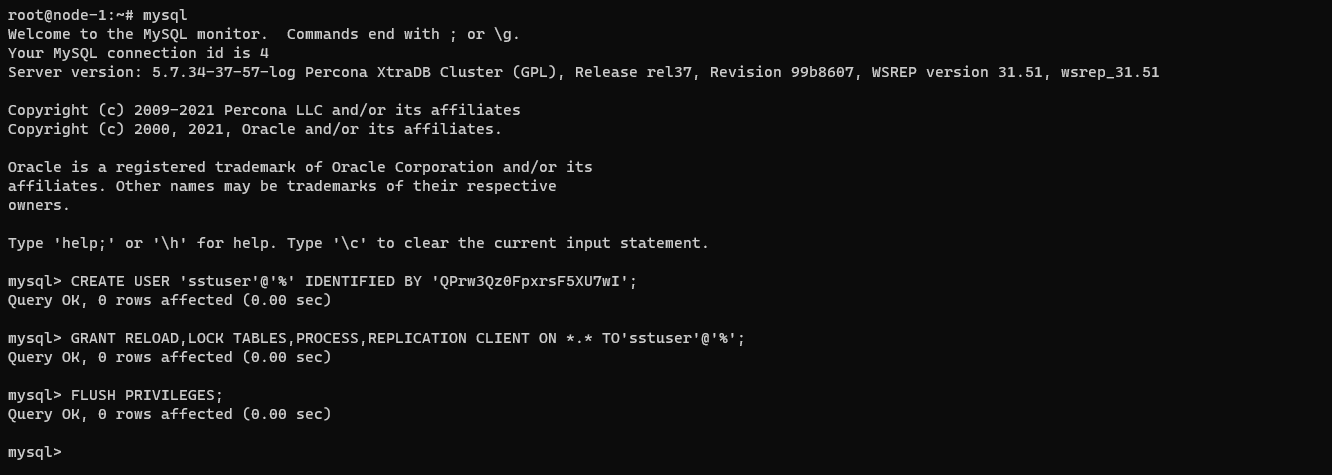 root@node-1:~# mysql
Welcome to the MySQL monitor.  Commands end with ; or \g.
Your MySQL connection id is 4
Server version: 5.7.34-37-57-log Percona XtraDB Cluster (GPL), Release rel37, Revision 99b8607, WSREP version 31.51, wsrep_31.51
Copyright (c) 2009-2021 Percona LLC and/or its affiliates
Copyright (c) 2000, 2021, Oracle and/or its affiliates.
Oracle is a registered trademark of Oracle Corporation and/or its
affiliates. Other names may be trademarks of their respective
owners.
Type 'help;' or '\h' for help. Type '\c' to clear the current input statement.
mysql> CREATE USER 'sstuser'@'%' IDENTIFIED BY 'QPrw3Qz0FpxrsF5XU7wI';
Query OK, 0 rows affected (0.00 sec)
mysql> GRANT RELOAD,LOCK TABLES,PROCESS,REPLICATION CLIENT ON *.* TO'sstuser'@'%';
Query OK, 0 rows affected (0.00 sec)
mysql> FLUSH PRIVILEGES;
Query OK, 0 rows affected (0.00 sec)
mysql>